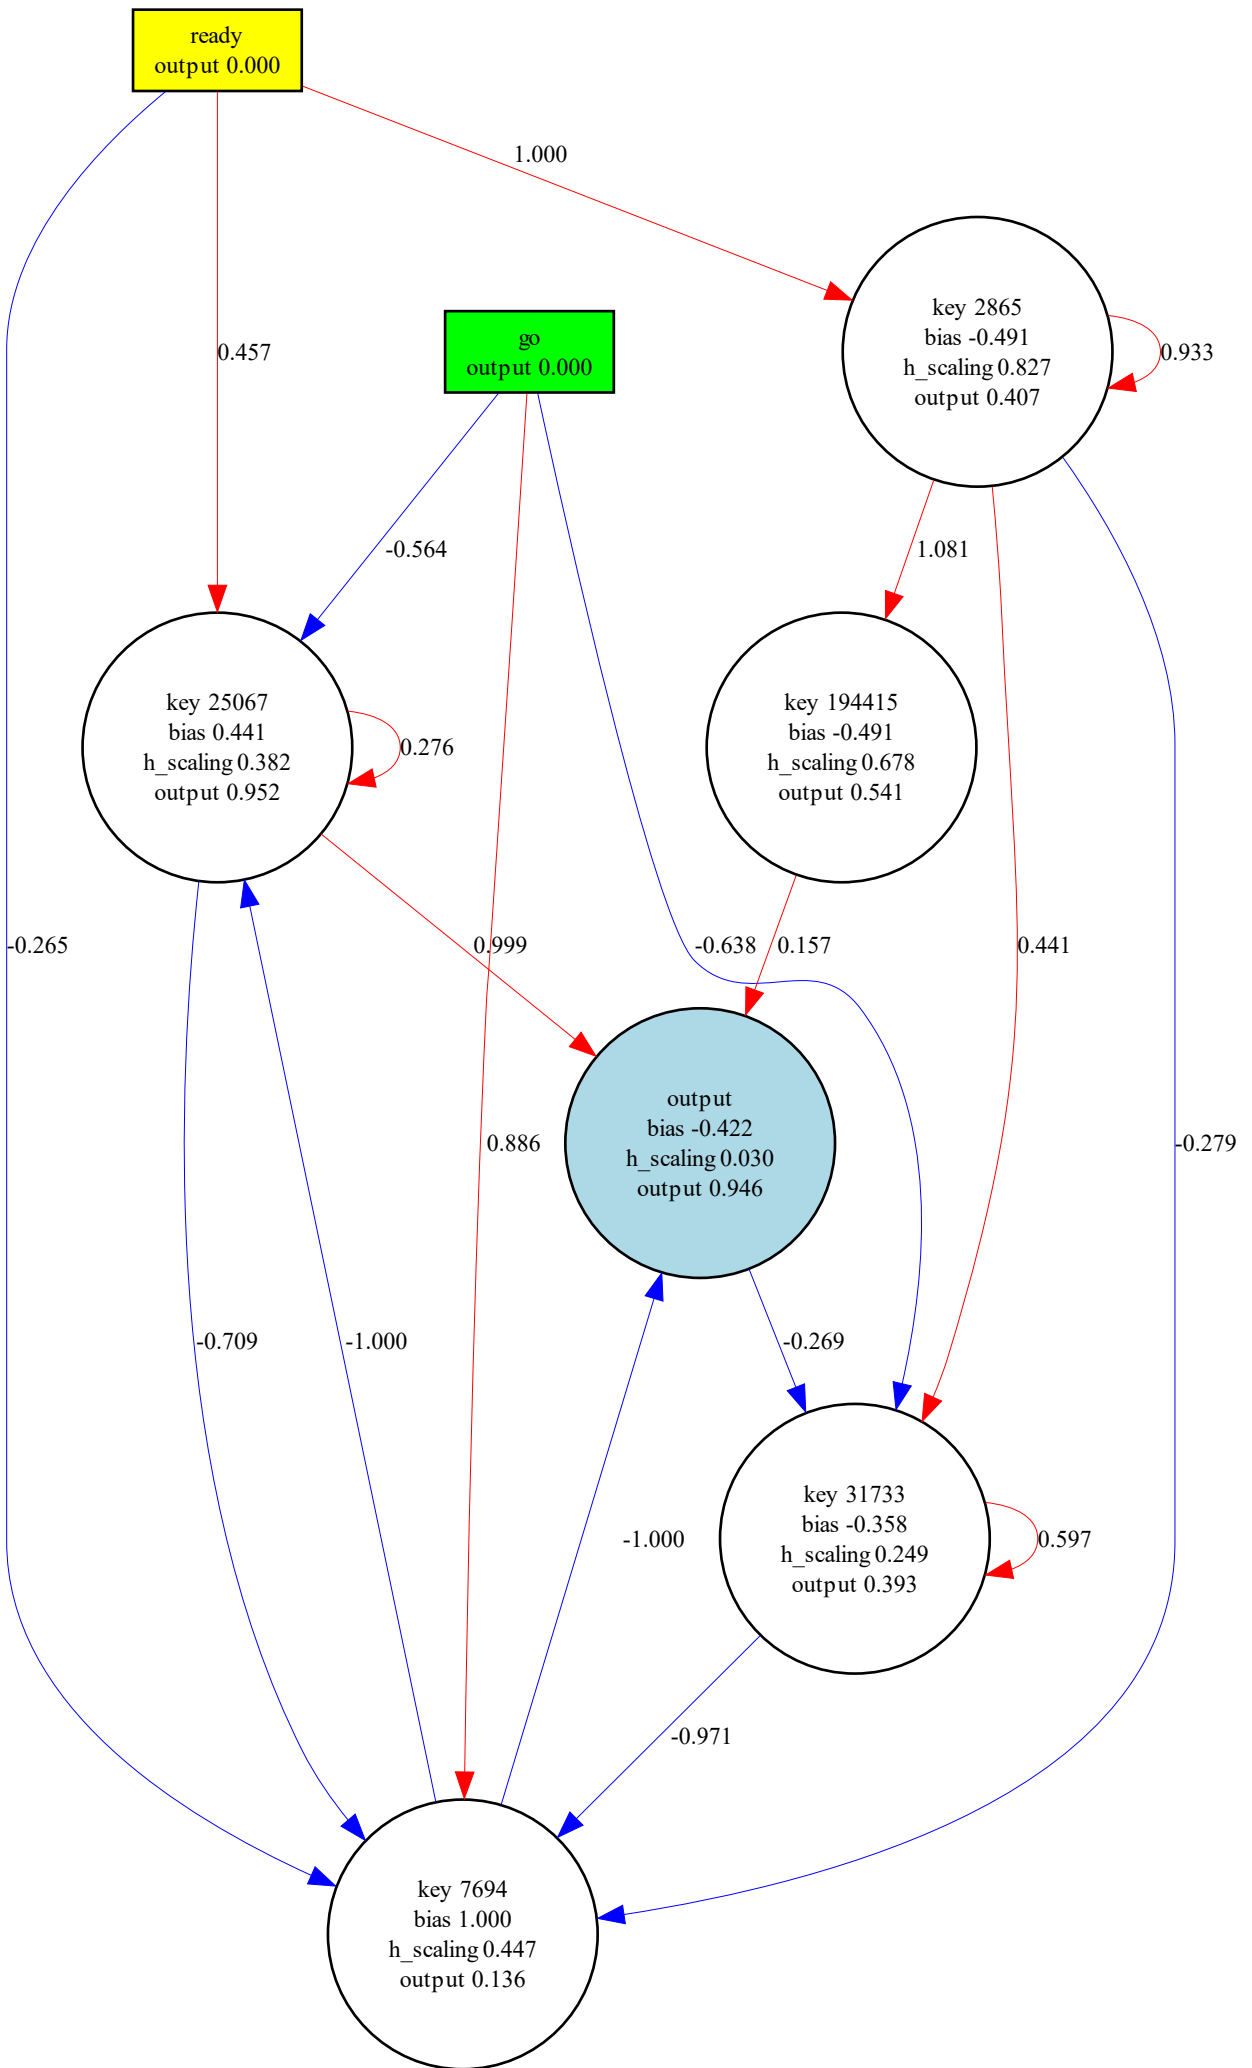 ready
output 0.000
1.000
go
output 0.000
key 2865
bias -0.491
h_scaling 0.827
output 0.407
0.933
0.457
-0.564
1.081
key 25067
bias 0.441
h_scaling 0.382
output 0.952
0.276
key 194415
bias -0.491
h_scaling 0.678
output 0.541
-0.265
0.999
-0.638
0.157
0.441
output
bias -0.422
h_scaling 0.030
output 0.946
0.886
-0.279
-0.709
-1.000
-0.269
key 31733
bias -0.358
h_scaling 0.249
output 0.393
-1.000
0.597
-0.971
key 7694
bias 1.000
h_scaling 0.447
output 0.136